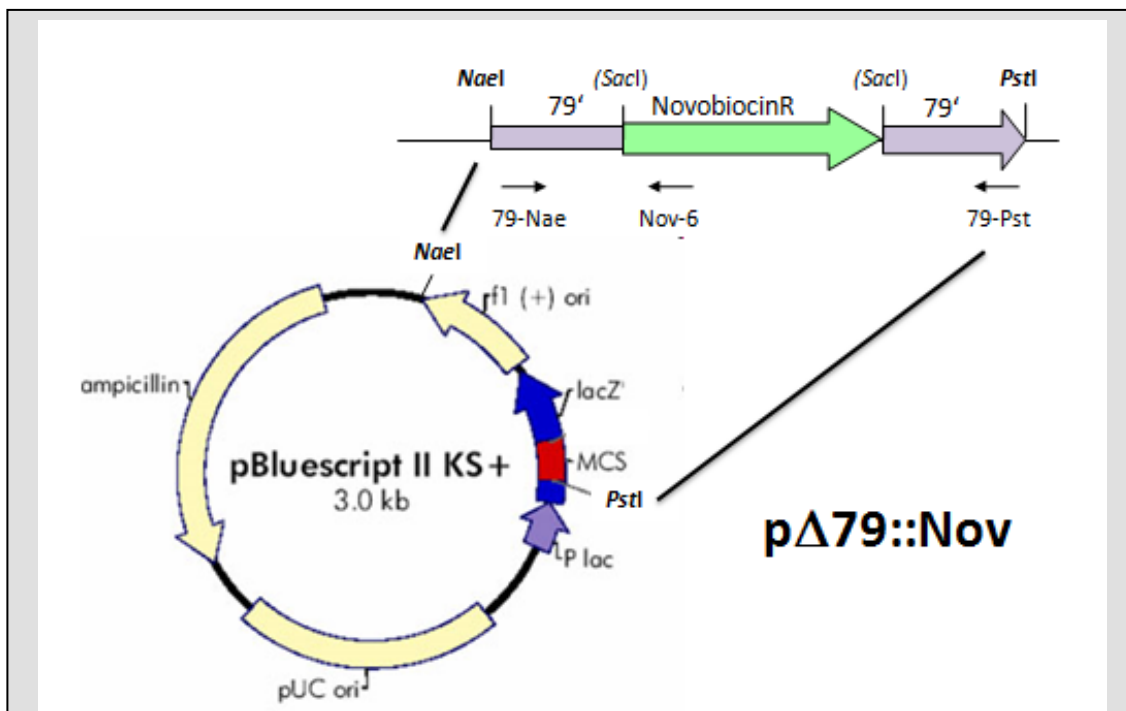 NaeI (SacI) (SacI) PstI
79‘ NovobiocinR 79‘
79-Nae Nov-6 79-Pst
NaeI
f1 (+) ori
ampicillin lacZ'
pBluescript II KS+ MCS
3.0 kb PstI
pΔ79::Nov
P lac
pUC ori